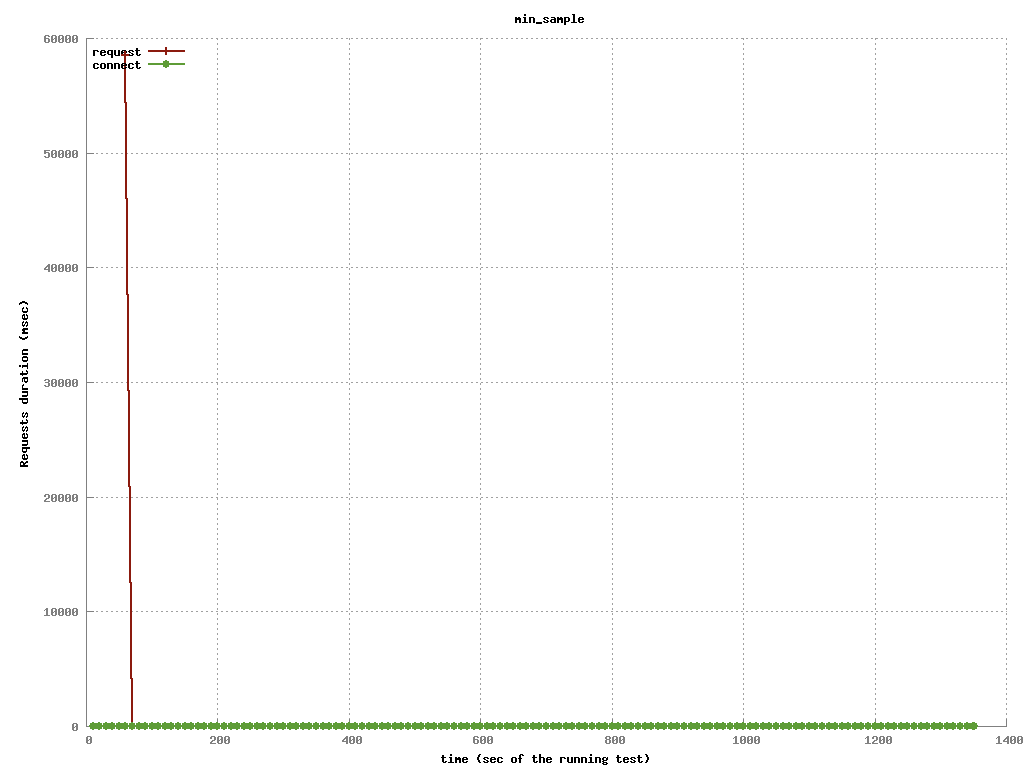 min_sample
60000
request
connect
50000
40000
30000
20000
10000
0
Requests duration (msec)
0 200 400 600 800 1000 1200 1400
time (sec of the running test)